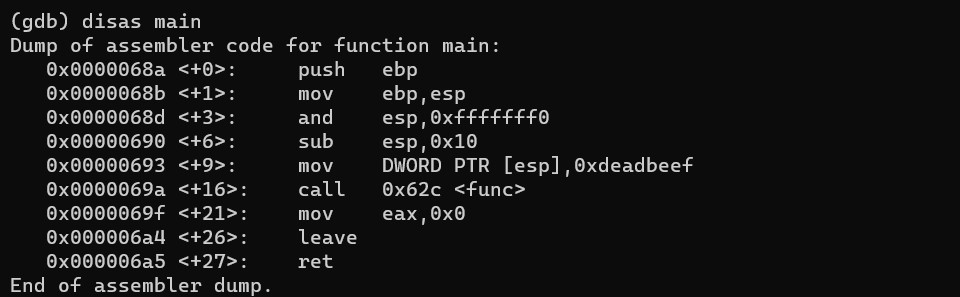 (gdb) disas main
Dump of assembler code for function main:
   0x0000068a <+0>:     push   ebp
   0x0000068b <+1>:     mov    ebp,esp
   0x0000068d <+3>:     and    esp,0xfffffff0
   0x00000690 <+6>:     sub    esp,0x10
   0x00000693 <+9>:     mov    DWORD PTR [esp],0xdeadbeef
   0x0000069a <+16>:    call   0x62c <func>
   0x0000069f <+21>:    mov    eax,0x0
   0x000006a4 <+26>:    leave
   0x000006a5 <+27>:    ret
End of assembler dump.